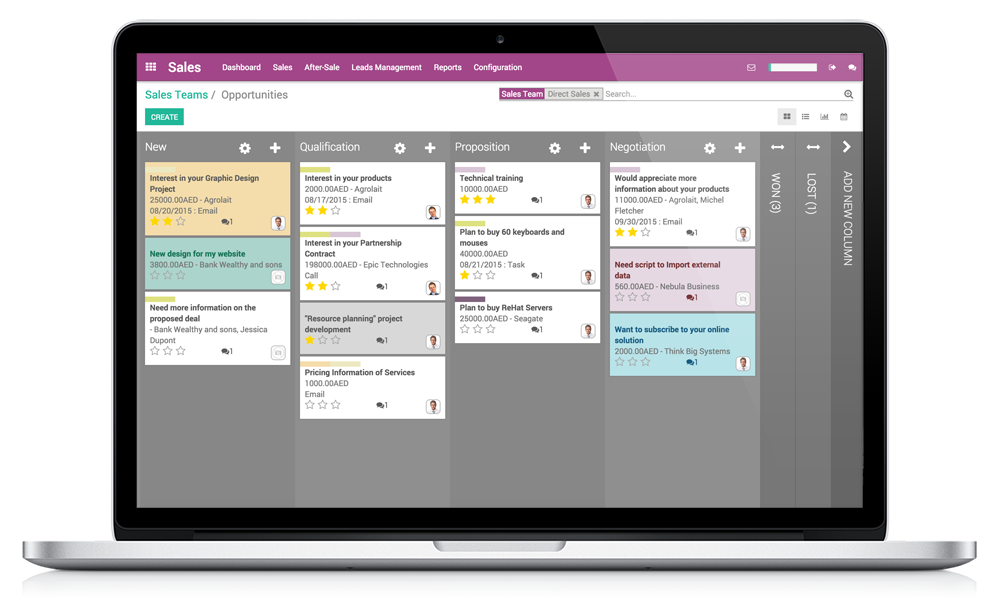 Sales
Dashboard
Sales
After-Sale
Leads Management
Reports
Configuration
Sales Teams / Opportunities
Sales Team
Direct Sales ×
Search...
CREATE
New
Interest in your Graphic Design
Project
25000.00AED - Agrolait
08/20/2015 : Email
1
New design for my website
3800.00AED - Bank Wealthy and sons
Need more information on the
proposed deal
- Bank Wealthy and sons, Jessica
Dupont
1
Qualification
Interest in your products
2000.00AED - Agrolait
08/17/2015 : Email
Interest in your Partnership
Contract
198000.00AED - Epic Technologies
Call
1
"Resource planning" project
development
1
Pricing Information of Services
1000.00AED
Email
1
Proposition
Technical training
10000.00AED
1
Plan to buy 60 keyboards and
mouses
40000.00AED
08/21/2015 : Task
1
Plan to buy ReHat Servers
25000.00AED - Seagate
1
Negotiation
Would appreciate more
information about your products
11000.00AED - Agrolait, Michel
Fletcher
09/30/2015 : Email
1
Need script to Import external
data
560.00AED - Nebula Business
1
Want to subscribe to your online
solution
2000.00AED - Think Big Systems
1
WON (3)
LOST (1)
ADD NEW COLUMN